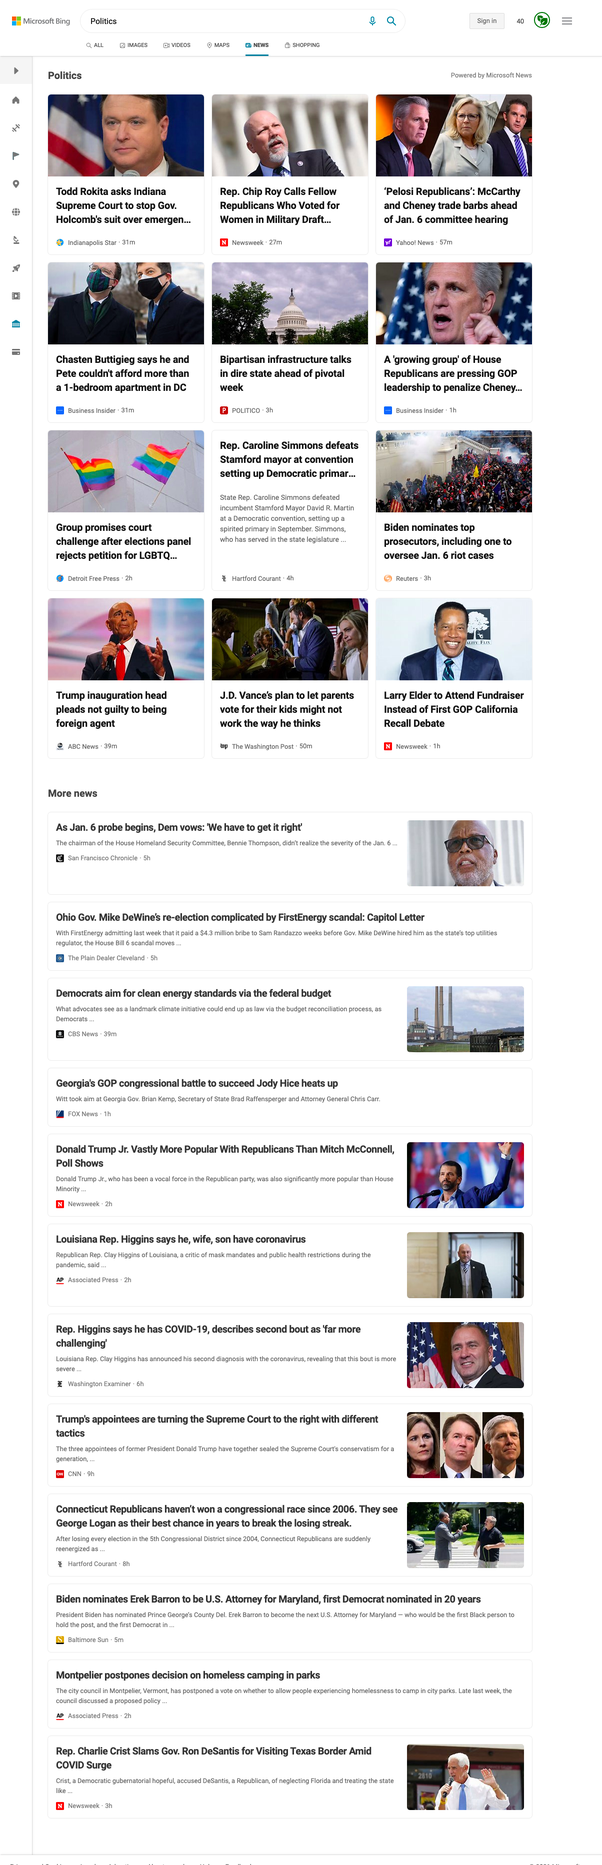 Microsoft Bing
Politics
Sign in
40
ALL
IMAGES
VIDEOS
MAPS
NEWS
SHOPPING
Politics
Powered by Microsoft News
Todd Rokita asks Indiana
Supreme Court to stop Gov.
Holcomb's suit over emergen...
Indianapolis Star · 31m
Rep. Chip Roy Calls Fellow
Republicans Who Voted for
Women in Military Draft...
Newsweek · 27m
'Pelosi Republicans': McCarthy
and Cheney trade barbs ahead
of Jan. 6 committee hearing
Yahoo! News · 57m
Chasten Buttigieg says he and
Pete couldn't afford more than
a 1-bedroom apartment in DC
Business Insider · 31m
Bipartisan infrastructure talks
in dire state ahead of pivotal
week
POLITICO · 3h
A 'growing group' of House
Republicans are pressing GOP
leadership to penalize Cheney...
Business Insider · 1h
Group promises court
challenge after elections panel
rejects petition for LGBTQ...
Detroit Free Press · 2h
Rep. Caroline Simmons defeats
Stamford mayor at convention
setting up Democratic primar...
State Rep. Caroline Simmons defeated
incumbent Stamford Mayor David R. Martin
at a Democratic convention, setting up a
spirited primary in September. Simmons,
who has served in the state legislature ...
Hartford Courant · 4h
Biden nominates top
prosecutors, including one to
oversee Jan. 6 riot cases
Reuters · 3h
Trump inauguration head
pleads not guilty to being
foreign agent
ABC News · 39m
J.D. Vance's plan to let parents
vote for their kids might not
work the way he thinks
The Washington Post · 50m
Larry Elder to Attend Fundraiser
Instead of First GOP California
Recall Debate
Newsweek · 1h
More news
As Jan. 6 probe begins, Dem vows: 'We have to get it right'
The chairman of the House Homeland Security Committee, Bennie Thompson, didn't realize the severity of the Jan. 6 ...
San Francisco Chronicle · 5h
Ohio Gov. Mike DeWine's re-election complicated by FirstEnergy scandal: Capitol Letter
With FirstEnergy admitting last week that it paid a $4.3 million bribe to Sam Randazzo weeks before Gov. Mike DeWine hired him as the state's top utilities
regulator, the House Bill 6 scandal moves ...
The Plain Dealer Cleveland · 5h
Democrats aim for clean energy standards via the federal budget
What advocates see as a landmark climate initiative could end up as law via the budget reconciliation process, as
Democrats ...
CBS News · 39m
Georgia's GOP congressional battle to succeed Jody Hice heats up
Witt took aim at Georgia Gov. Brian Kemp, Secretary of State Brad Raffensperger and Attorney General Chris Carr.
FOX News · 1h
Donald Trump Jr. Vastly More Popular With Republicans Than Mitch McConnell,
Poll Shows
Donald Trump Jr., who has been a vocal force in the Republican party, was also significantly more popular than House
Minority ...
Newsweek · 2h
Louisiana Rep. Higgins says he, wife, son have coronavirus
Republican Rep. Clay Higgins of Louisiana, a critic of mask mandates and public health restrictions during the
pandemic, said ...
Associated Press · 2h
Rep. Higgins says he has COVID-19, describes second bout as 'far more
challenging'
Louisiana Rep. Clay Higgins has announced his second diagnosis with the coronavirus, revealing that this bout is more
severe ...
Washington Examiner · 6h
Trump's appointees are turning the Supreme Court to the right with different
tactics
The three appointees of former President Donald Trump have together sealed the Supreme Court's conservatism for a
generation, ...
CNN · 9h
Connecticut Republicans haven't won a congressional race since 2006. They see
George Logan as their best chance in years to break the losing streak.
After losing every election in the 5th Congressional District since 2004, Connecticut Republicans are suddenly
reenergized as ...
Hartford Courant · 8h
Biden nominates Erek Barron to be U.S. Attorney for Maryland, first Democrat nominated in 20 years
President Biden has nominated Prince George's County Del. Erek Barron to become the next U.S. Attorney for Maryland — who would be the first Black person to
hold the post, and the first Democrat in ...
Baltimore Sun · 5m
Montpelier postpones decision on homeless camping in parks
The city council in Montpelier, Vermont, has postponed a vote on whether to allow people experiencing homelessness to camp in city parks. Late last week, the
council discussed a proposed policy ...
Associated Press · 2h
Rep. Charlie Crist Slams Gov. Ron DeSantis for Visiting Texas Border Amid
COVID Surge
Crist, a Democratic gubernatorial hopeful, accused DeSantis, a Republican, of neglecting Florida and treating the state
like ...
Newsweek · 3h